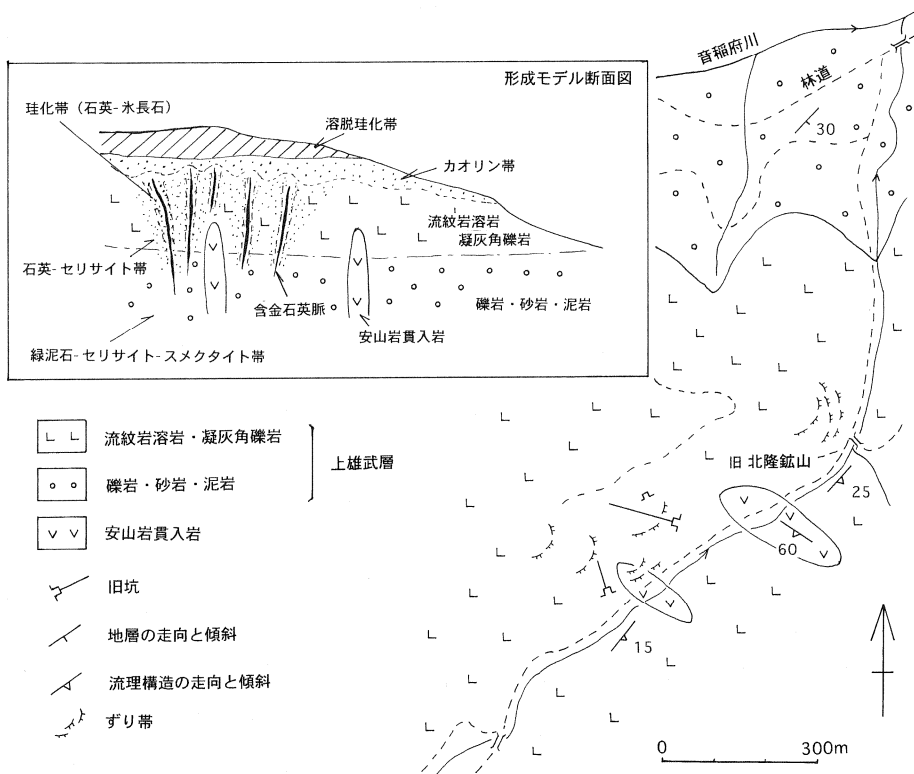 形成モデル断面図
珪化帯（石英-氷長石）
溶脱珪化帯
カオリン帯
流紋岩溶岩
凝灰角礫岩
石英-セリサイト帯
含金石英脈
礫岩・砂岩・泥岩
安山岩貫入岩
緑泥石-セリサイト-スメクタイト帯
音稲府川
林道
30
旧 北隆鉱山
25
60
15
流紋岩溶岩・凝灰角礫岩
上雄武層
礫岩・砂岩・泥岩
安山岩貫入岩
旧坑
地層の走向と傾斜
流理構造の走向と傾斜
ずり帯
0 300m